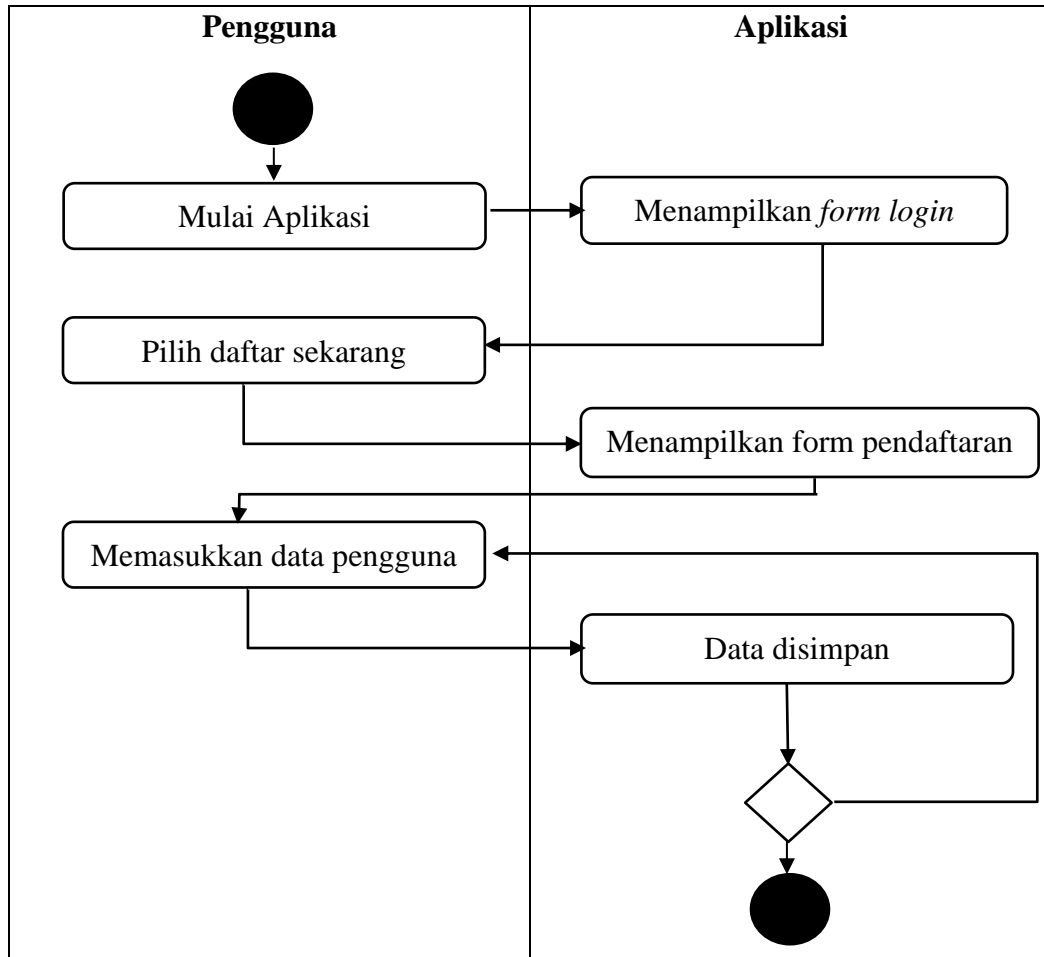 Pengguna
Aplikasi
Mulai Aplikasi
Menampilkan form login
Pilih daftar sekarang
Menampilkan form pendaftaran
Memasukkan data pengguna
Data disimpan